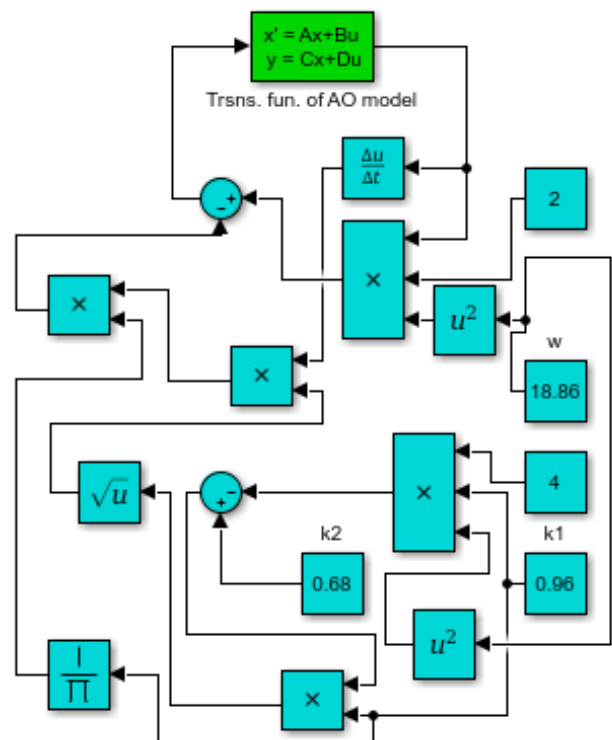 x' = Ax+Bu
y = Cx+Du
Trsns. fun. of AO model
Δu
Δt
2
×
×
u²
w
×
18.86
√u
×
4
k2
k1
0.68
0.96
u²
1
∏
×